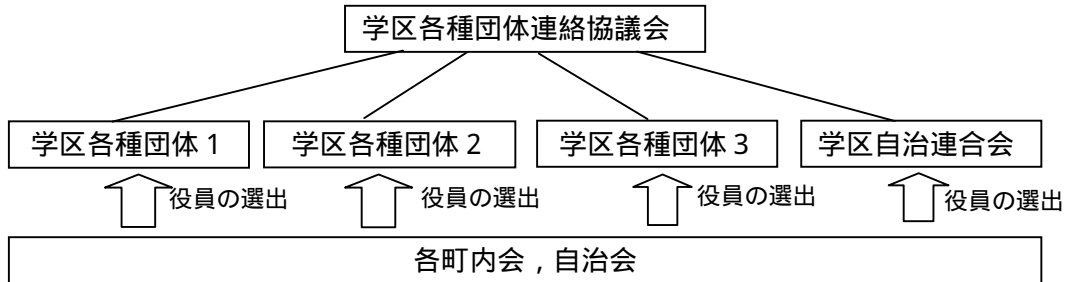 学区各種団体連絡協議会
学区各種団体1
学区各種団体2
学区各種団体3
学区自治連合会
役員の選出
役員の選出
役員の選出
役員の選出
各町内会,自治会